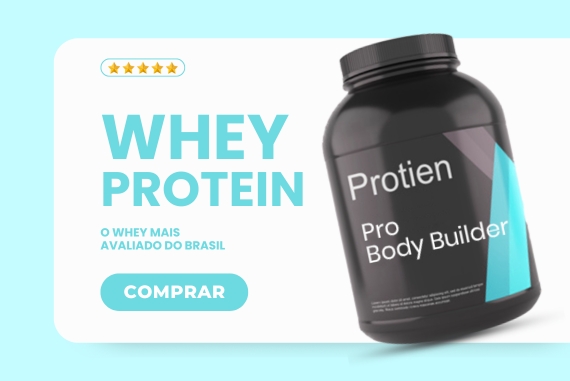 WHEY
PROTEIN
O WHEY MAIS
AVALIADO DO BRASIL
COMPRAR
Protien
Pro
Body Builder